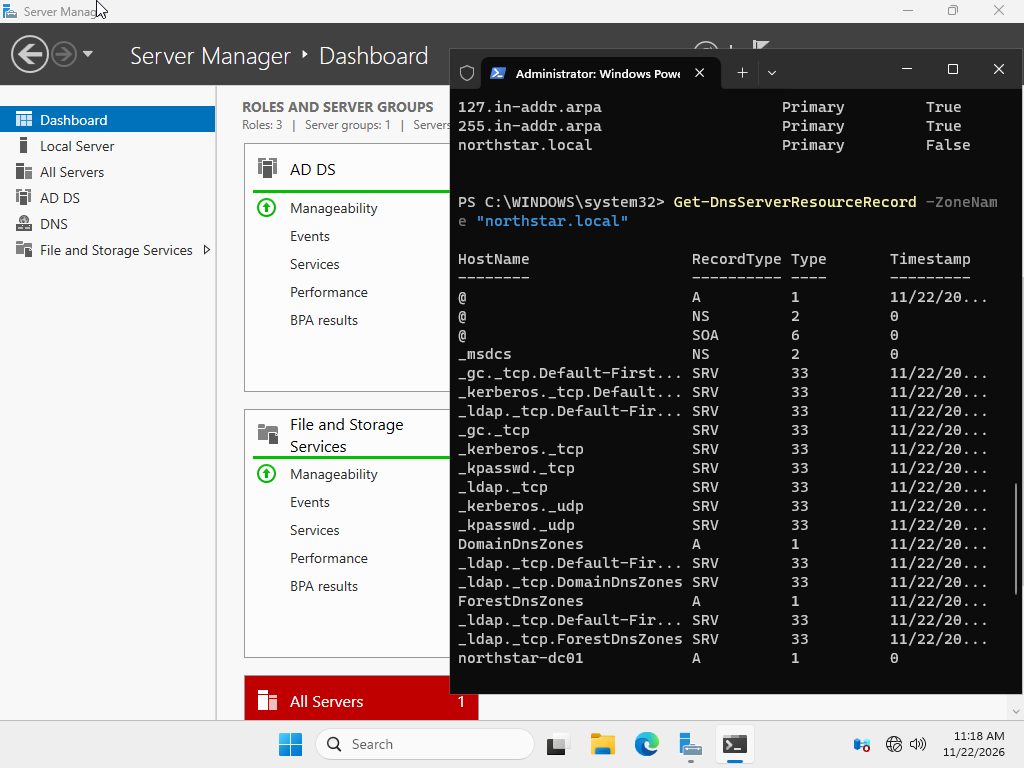 Server Manag
Server Manager
Dashboard
Dashboard
Local Server
All Servers
AD DS
DNS
File and Storage Services
ROLES AND SERVER GROUPS
Roles: 3 | Server groups: 1 | Servers
AD DS
Manageability
Events
Services
Performance
BPA results
File and Storage
Services
Manageability
Events
Services
Performance
BPA results
All Servers 1
Administrator: Windows Powe
127.in-addr.arpa Primary True
255.in-addr.arpa Primary True
northstar.local Primary False
PS C:\WINDOWS\system32> Get-DnsServerResourceRecord -ZoneNam
e "northstar.local"
HostName RecordType Type Timestamp
-------- ---------- ---- ---------
@ A 1 11/22/20...
@ NS 2 0
@ SOA 6 0
_msdcs NS 2 0
_gc._tcp.Default-First... SRV 33 11/22/20...
_kerberos._tcp.Default... SRV 33 11/22/20...
_ldap._tcp.Default-Fir... SRV 33 11/22/20...
_gc._tcp SRV 33 11/22/20...
_kerberos._tcp SRV 33 11/22/20...
_kpasswd._tcp SRV 33 11/22/20...
_ldap._tcp SRV 33 11/22/20...
_kerberos._udp SRV 33 11/22/20...
_kpasswd._udp SRV 33 11/22/20...
DomainDnsZones A 1 11/22/20...
_ldap._tcp.Default-Fir... SRV 33 11/22/20...
_ldap._tcp.DomainDnsZones SRV 33 11/22/20...
ForestDnsZones A 1 11/22/20...
_ldap._tcp.Default-Fir... SRV 33 11/22/20...
_ldap._tcp.ForestDnsZones SRV 33 11/22/20...
northstar-dc01 A 1 0
Search
11:18 AM
11/22/2026